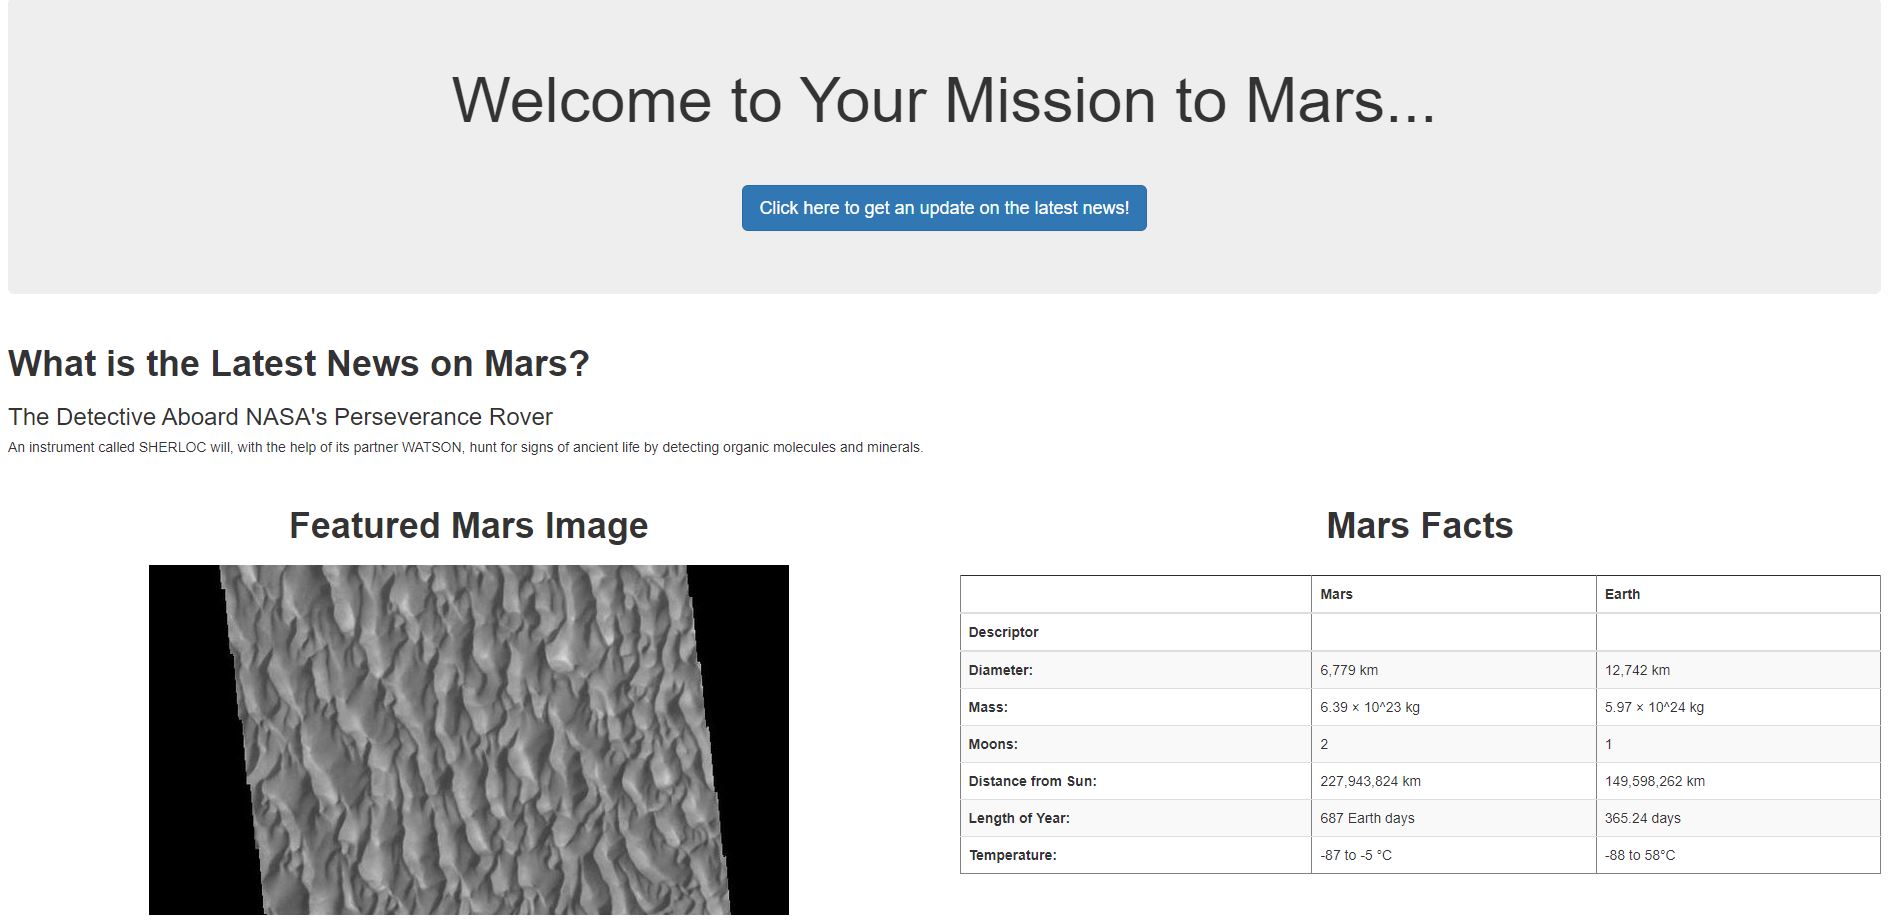 Welcome to Your Mission to Mars...
Click here to get an update on the latest news!
What is the Latest News on Mars?
The Detective Aboard NASA's Perseverance Rover
An instrument called SHERLOC will, with the help of its partner WATSON, hunt for signs of ancient life by detecting organic molecules and minerals.
Featured Mars Image
Mars Facts
Mars Earth
Descriptor
Diameter: 6,779 km 12,742 km
Mass: 6.39 × 10^23 kg 5.97 × 10^24 kg
Moons: 2 1
Distance from Sun: 227,943,824 km 149,598,262 km
Length of Year: 687 Earth days 365.24 days
Temperature: -87 to -5 °C -88 to 58°C